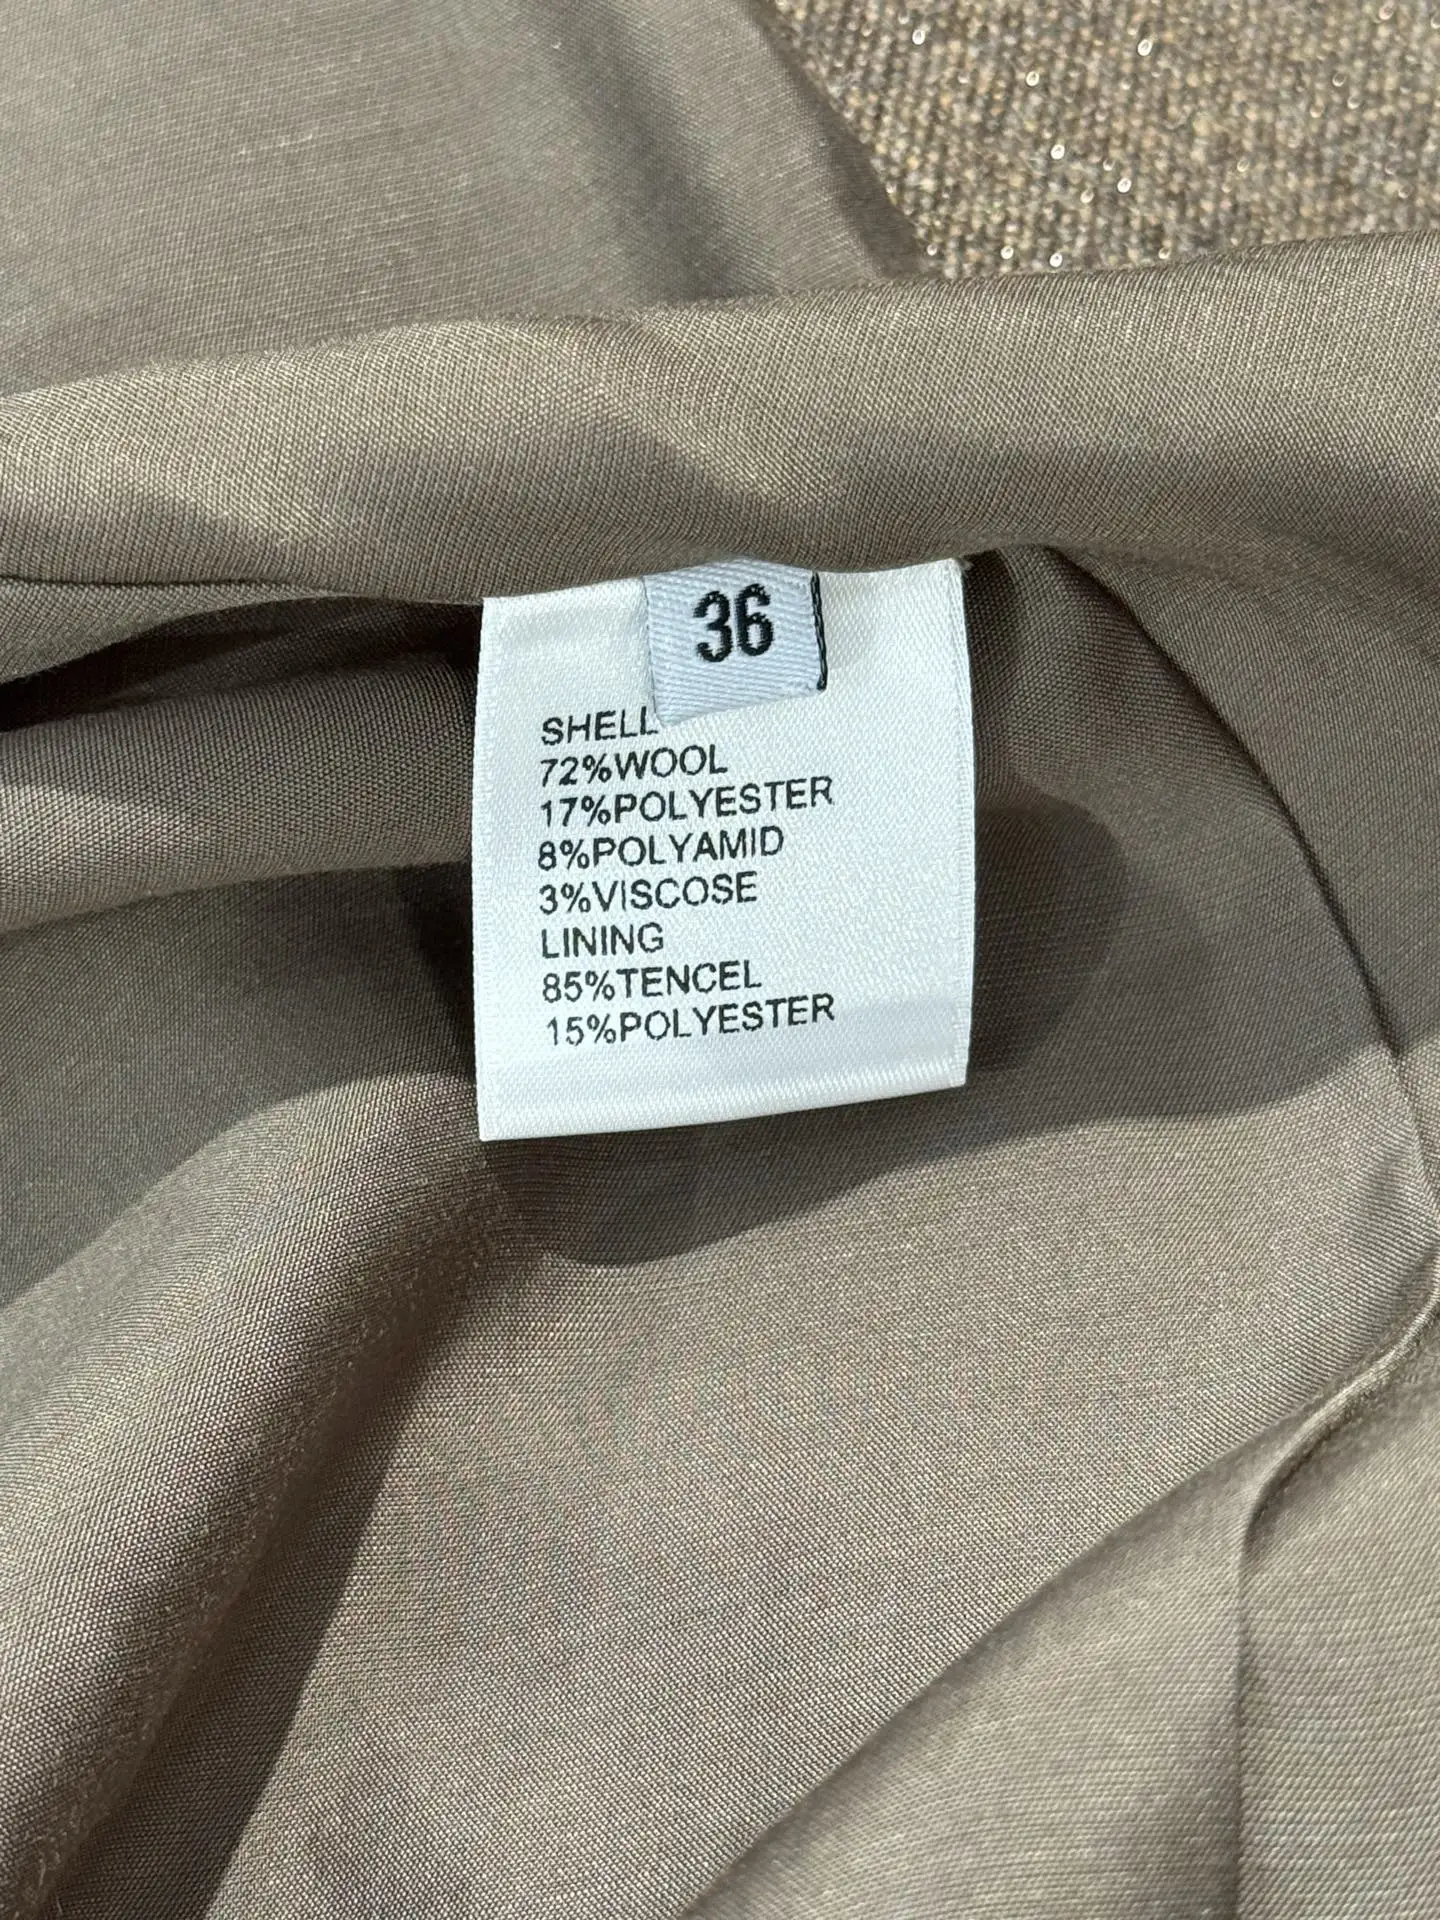 36
SHELL
72%WOOL
17%POLYESTER
8%POLYAMID
3%VISCOSE
LINING
85%TENCEL
15%POLYESTER